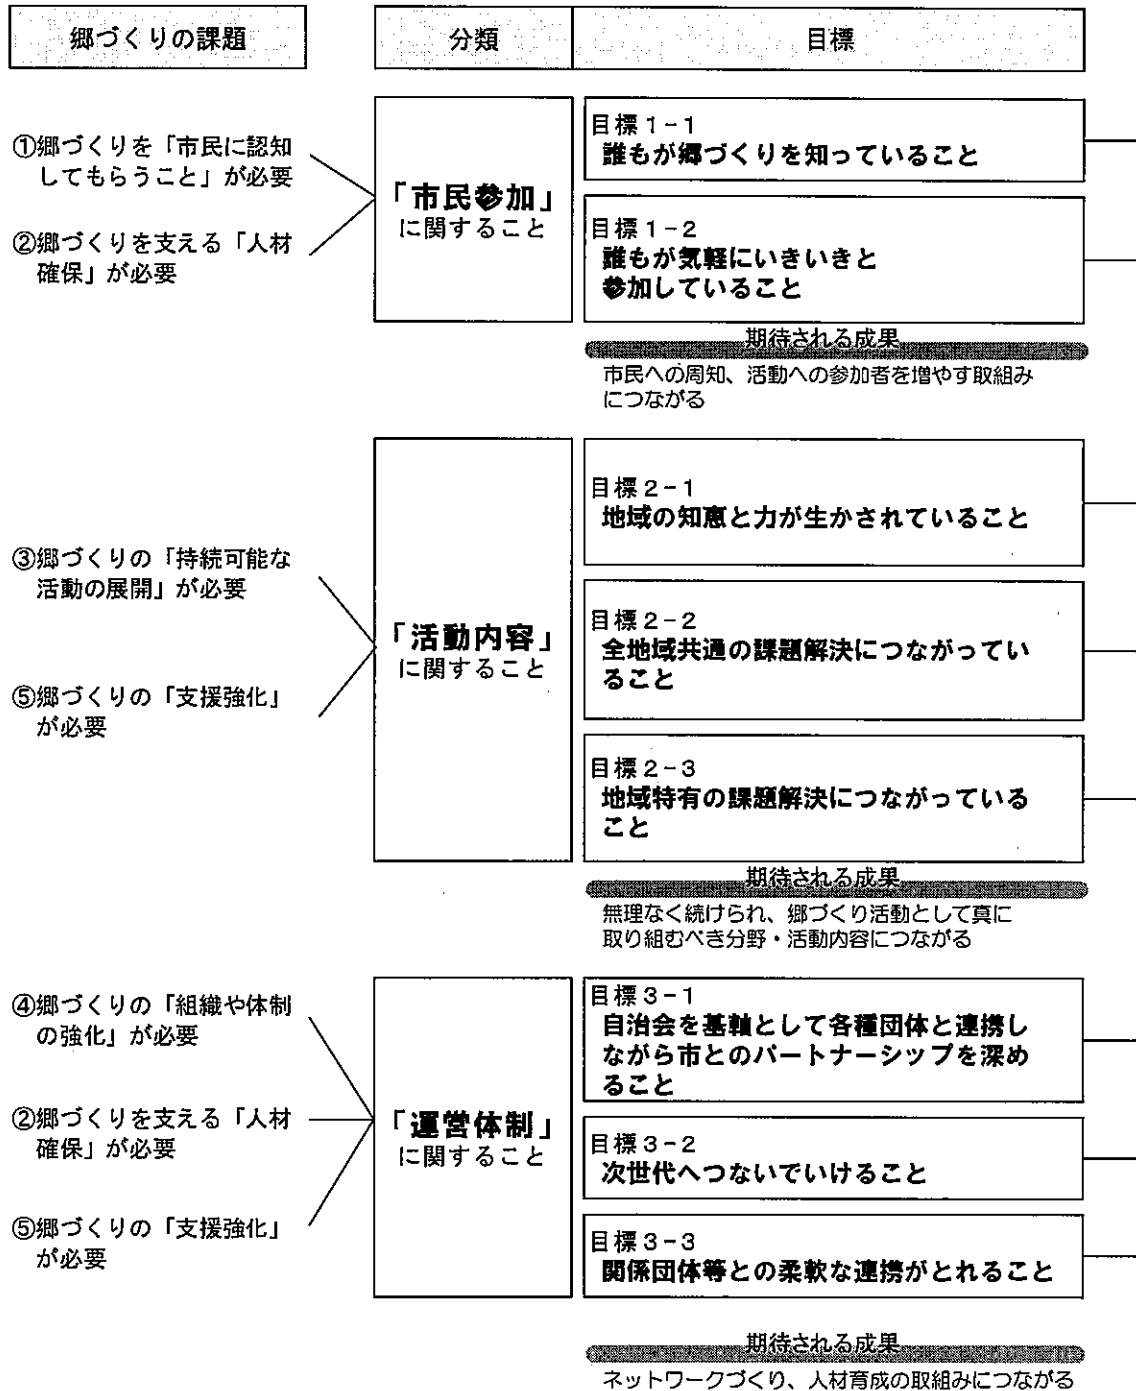 郷づくりの課題
分類
目標
①郷づくりを「市民に認知
してもらうこと」が必要
②郷づくりを支える「人材
確保」が必要
「市民参加」
に関すること
目標1-1
誰もが郷づくりを知っていること
目標1-2
誰もが気軽にいきいきと
参加していること
期待される成果
市民への周知、活動への参加者を増やす取組み
につながる
③郷づくりの「持続可能な
活動の展開」が必要
⑤郷づくりの「支援強化」
が必要
「活動内容」
に関すること
目標2-1
地域の知恵と力が生かされていること
目標2-2
全地域共通の課題解決につながってい
ること
目標2-3
地域特有の課題解決につながっている
こと
期待される成果
無理なく続けられ、郷づくり活動として真に
取り組むべき分野・活動内容につながる
④郷づくりの「組織や体制
の強化」が必要
②郷づくりを支える「人材
確保」が必要
⑤郷づくりの「支援強化」
が必要
「運営体制」
に関すること
目標3-1
自治会を基軸として各種団体と連携し
ながら市とのパートナーシップを深め
ること
目標3-2
次世代へつないでいけること
目標3-3
関係団体等との柔軟な連携がとれること
期待される成果
ネットワークづくり、人材育成の取組みにつながる